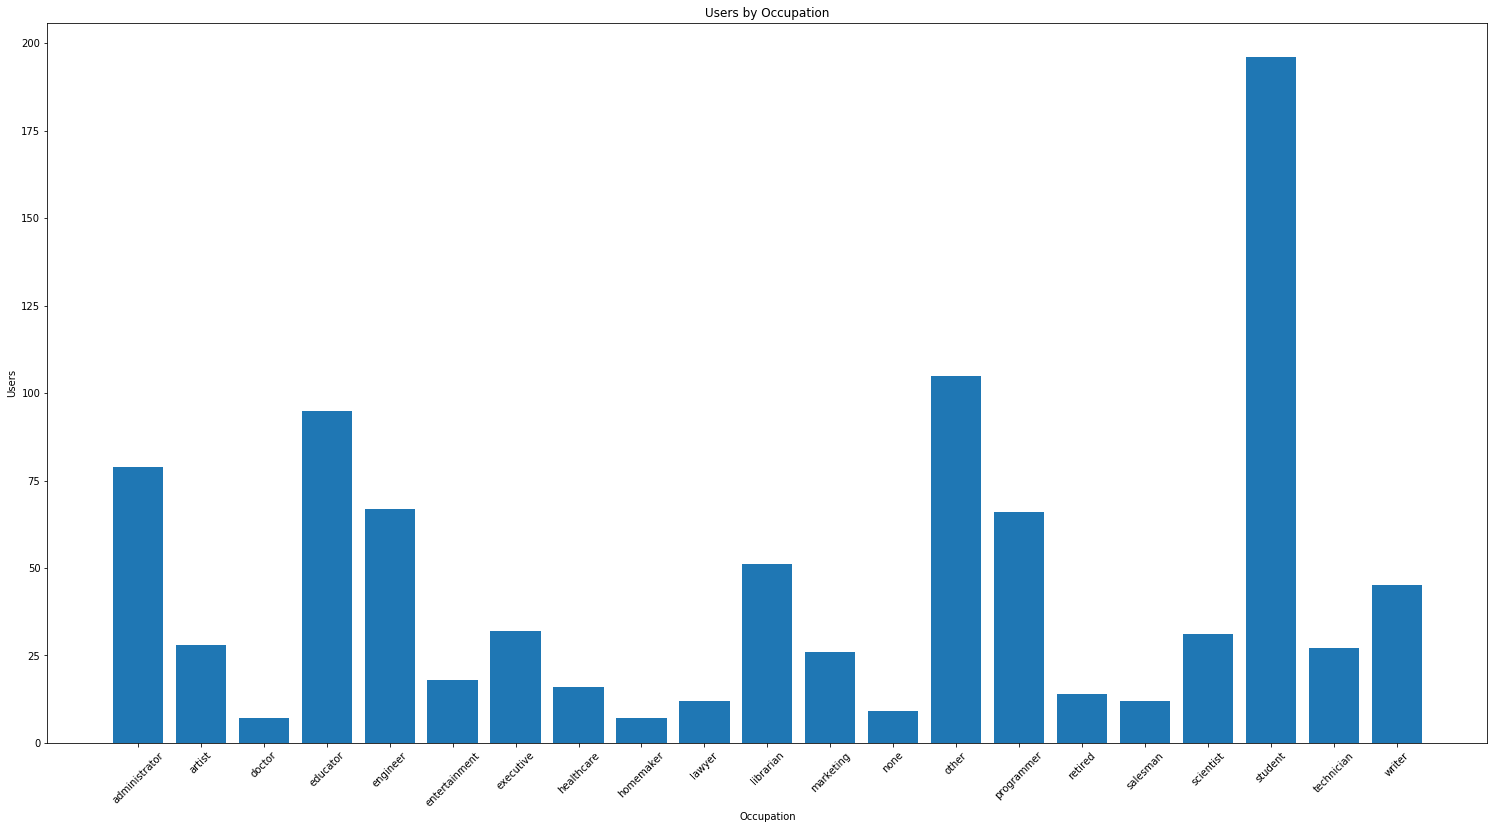 Users by Occupation
200
175
150
125
100
75
50
25
0
Users
administrator
artist
doctor
educator
engineer
entertainment
executive
healthcare
homemaker
lawyer
librarian
marketing
none
other
programmer
retired
salesman
scientist
student
technician
writer
Occupation